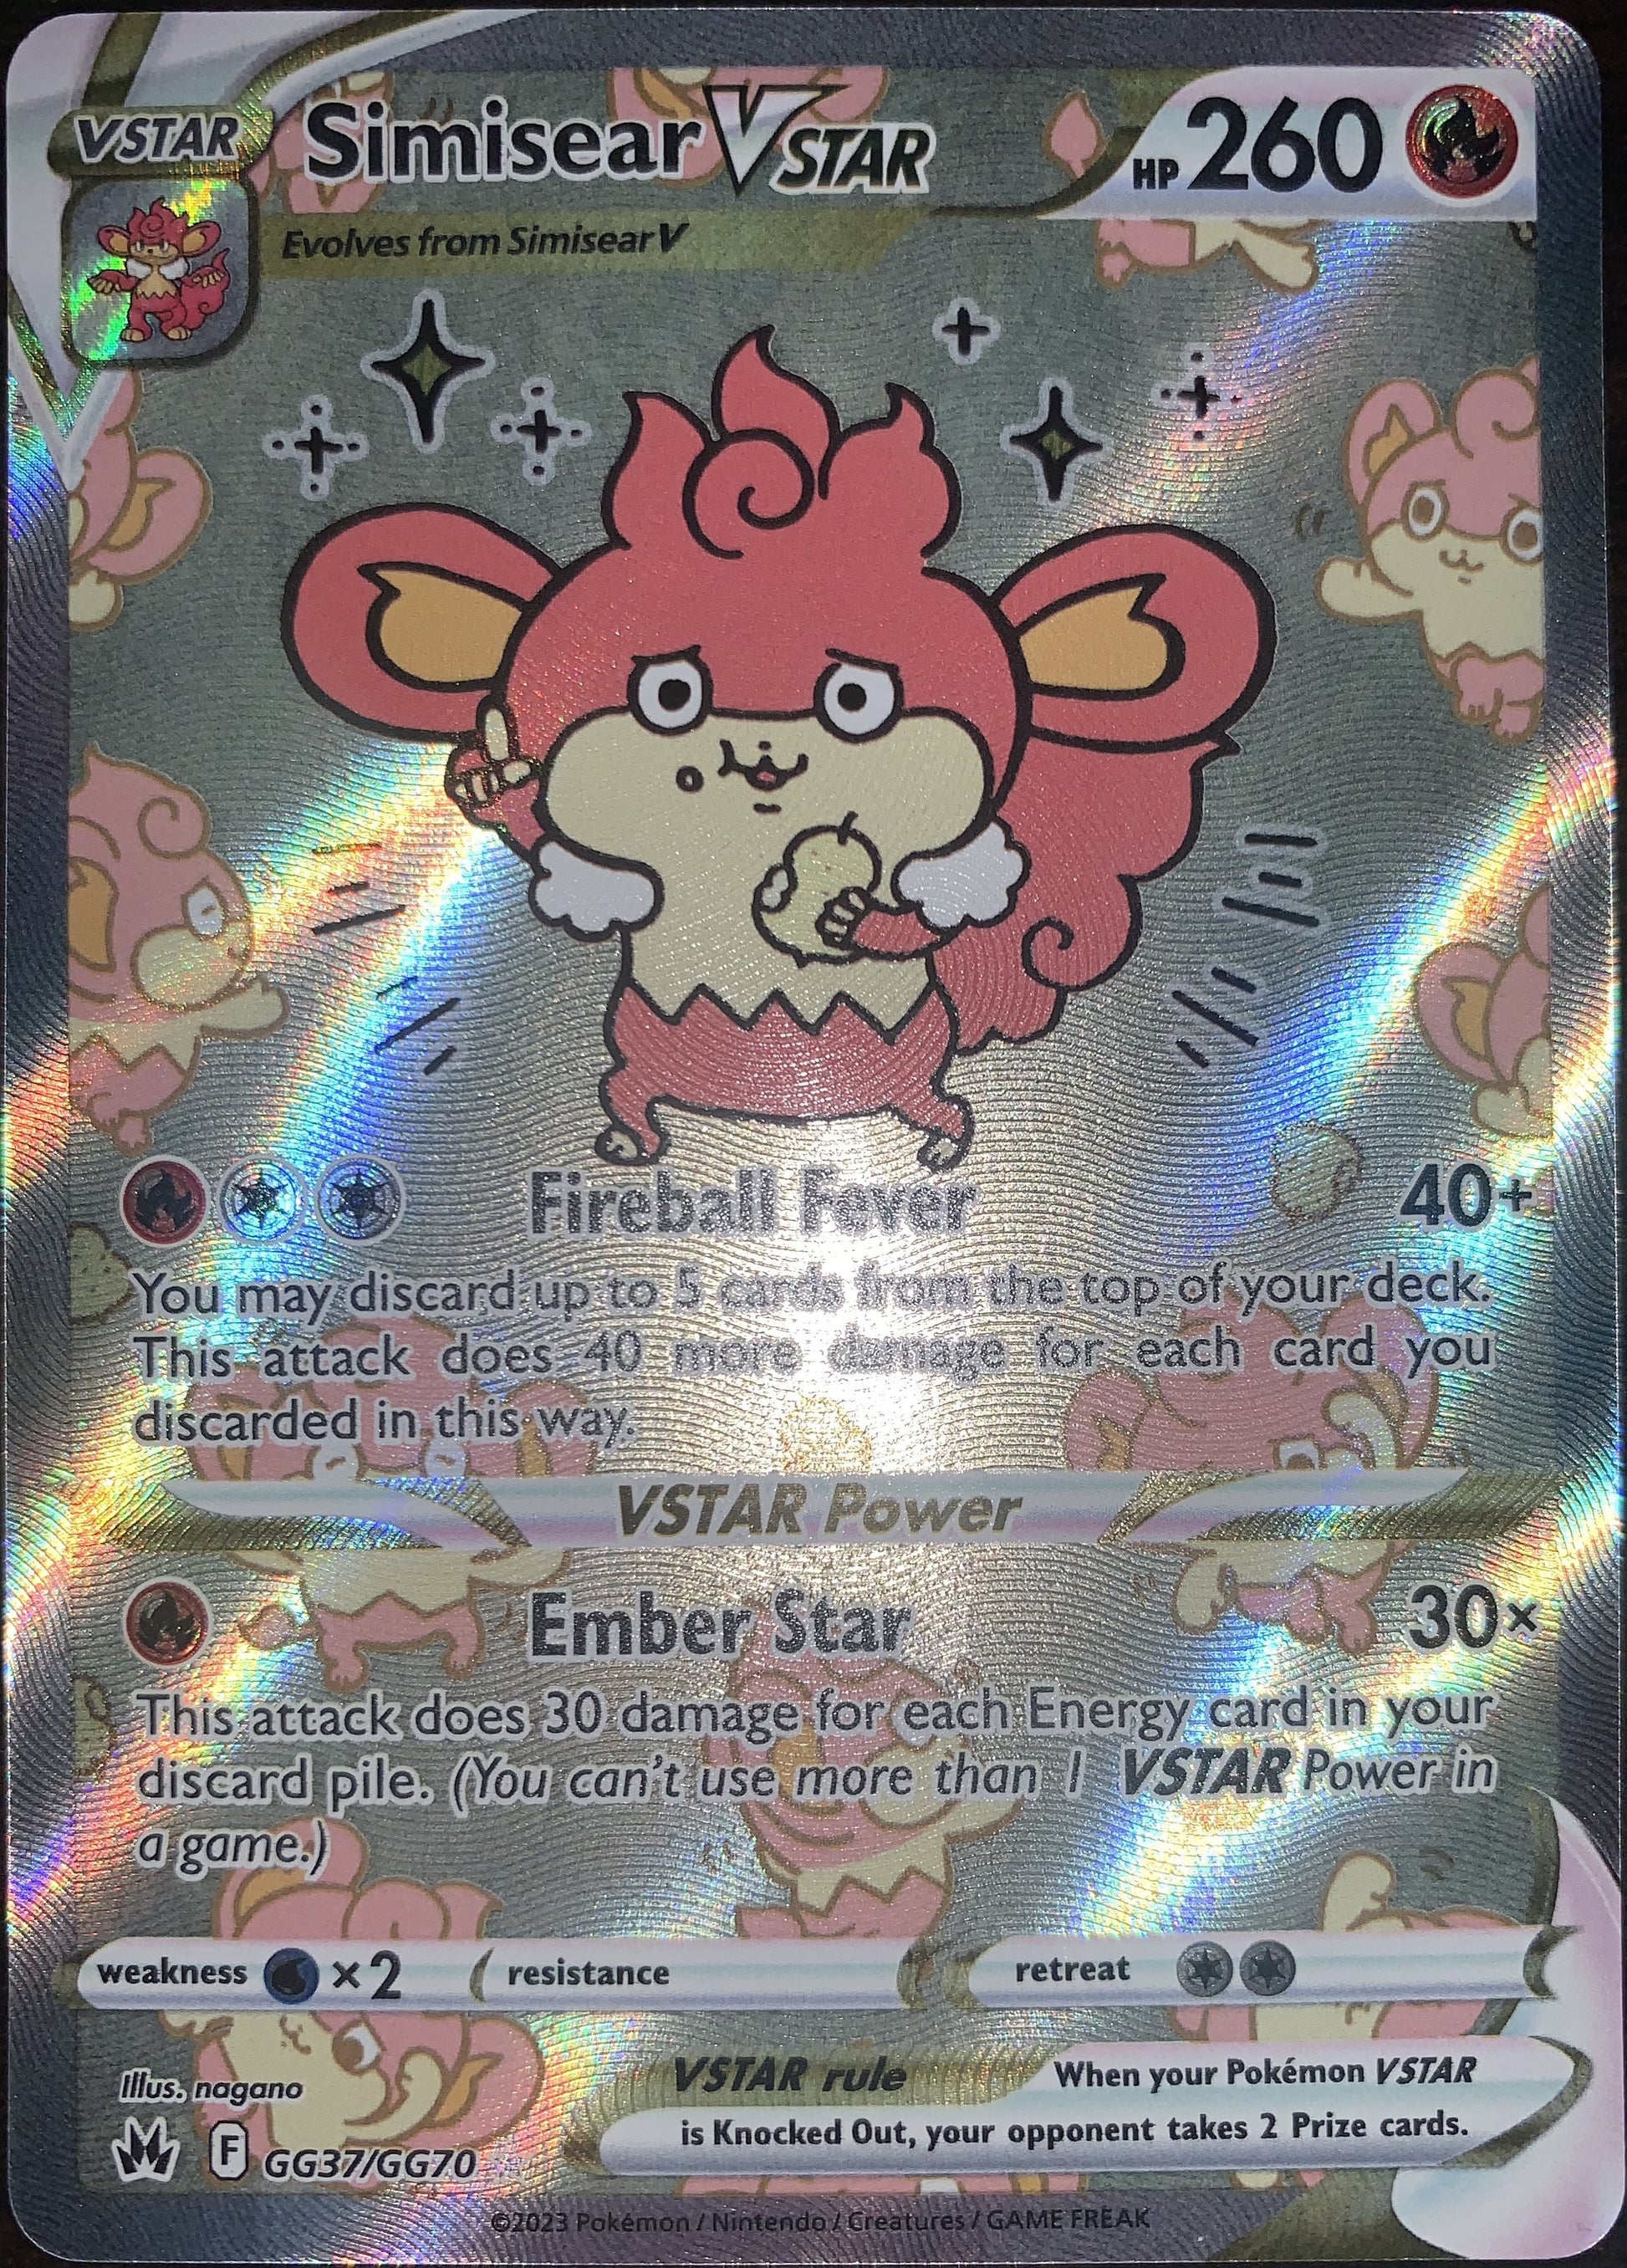 VSTAR
Simisear VSTAR
HP 260
Evolves from Simisear V
Fireball Fever
40+
You may discard up to 5 cards from the top of your deck.
This attack does 40 more damage for each card you
discarded in this way.
VSTAR Power
Ember Star
30×
This attack does 30 damage for each Energy card in your
discard pile. (You can't use more than 1 VSTAR Power in
a game.)
weakness ×2 resistance
retreat
Illus. nagano
VSTAR rule
When your Pokémon VSTAR
is Knocked Out, your opponent takes 2 Prize cards.
F GG37/GG70
©2023 Pokémon / Nintendo / Creatures / GAME FREAK